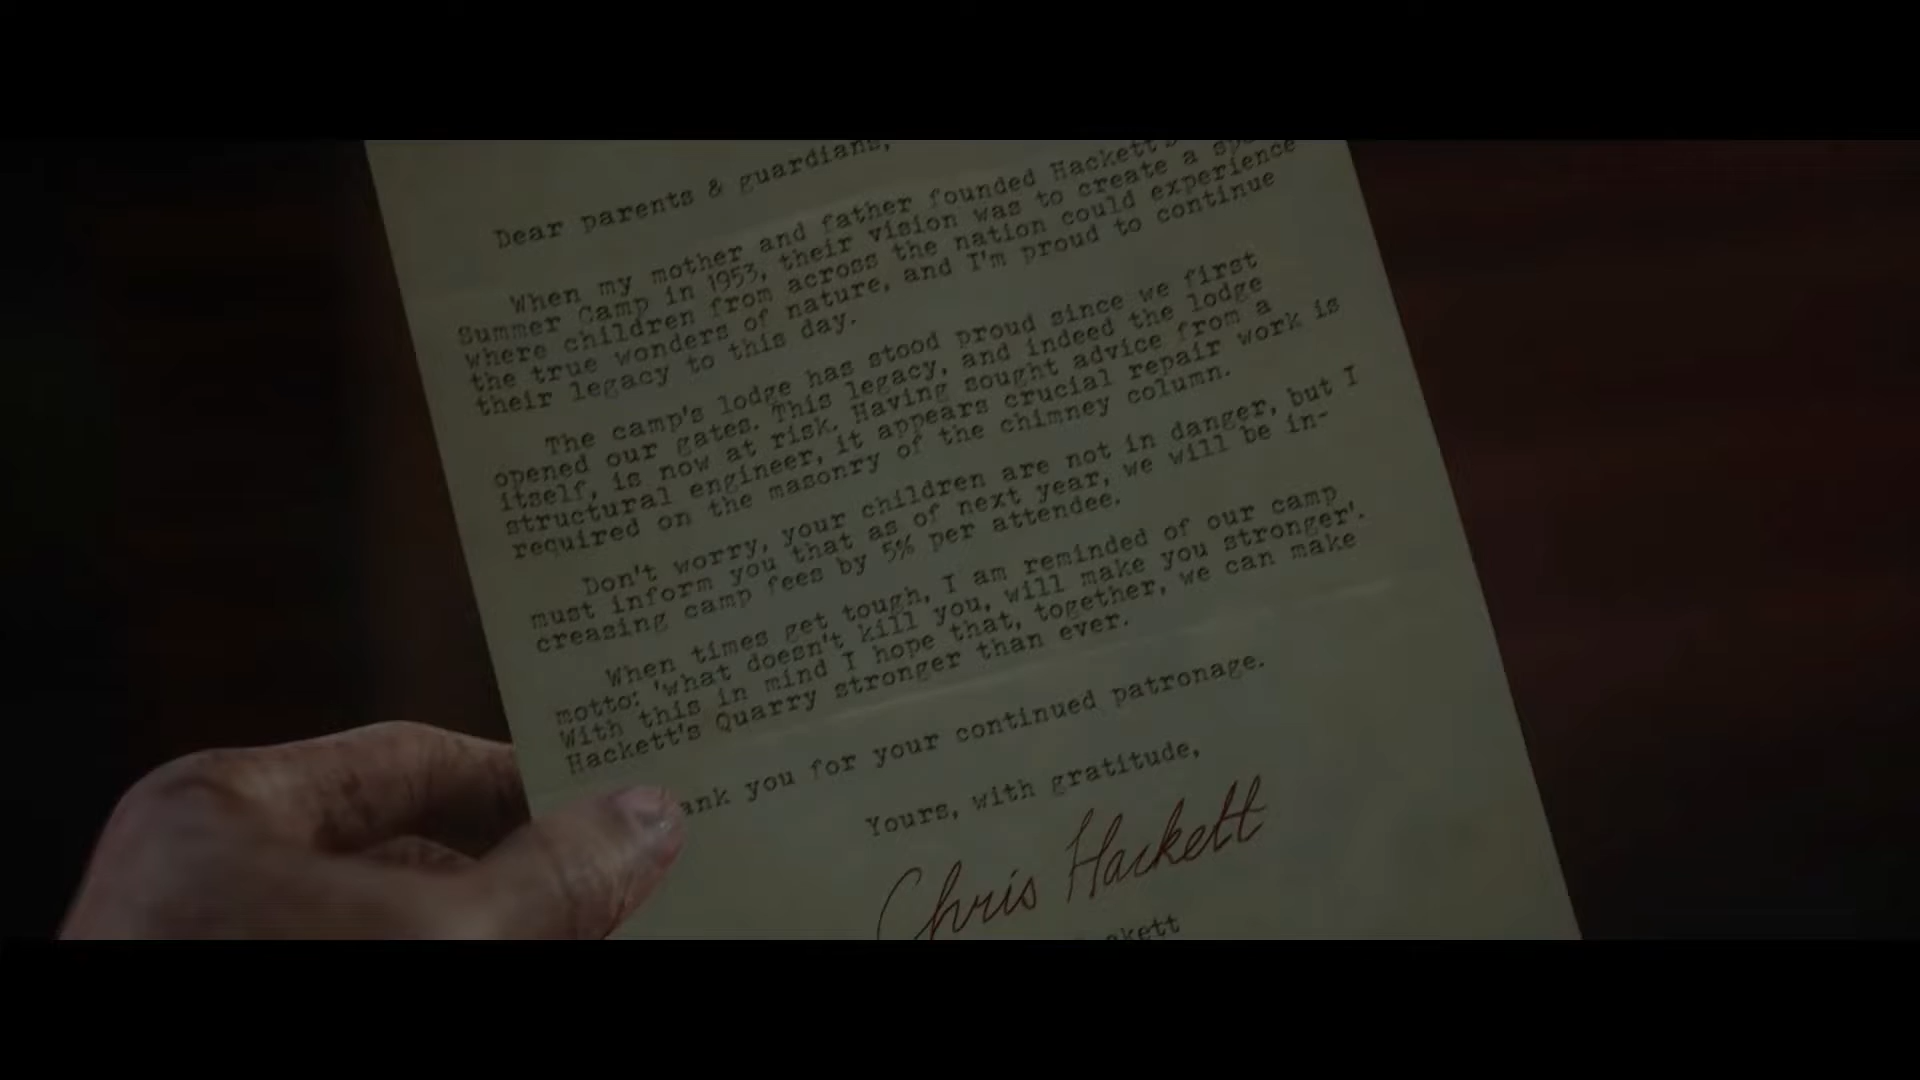 Dear parents & guardians,
When my mother and father founded Hackett's
Summer Camp in 1953, their vision was to create a
where children from across the nation could experience
the true wonders of nature, and I'm proud to continue
their legacy to this day.
The camp's lodge has stood proud since we first
opened our gates. This legacy, and indeed the lodge
itself, is now at risk. Having sought advice from a
structural engineer, it appears crucial repair work is
required on the masonry of the chimney column.
Don't worry, your children are not in danger, but I
must inform you that as of next year, we will be in-
creasing camp fees by 5% per attendee.
When times get tough, I am reminded of our camp
motto: 'what doesn't kill you, will make you stronger'.
With this in mind I hope that, together, we can make
Hackett's Quarry stronger than ever.
ank you for your continued patronage.
Yours, with gratitude,
Chris Hackett
ckett